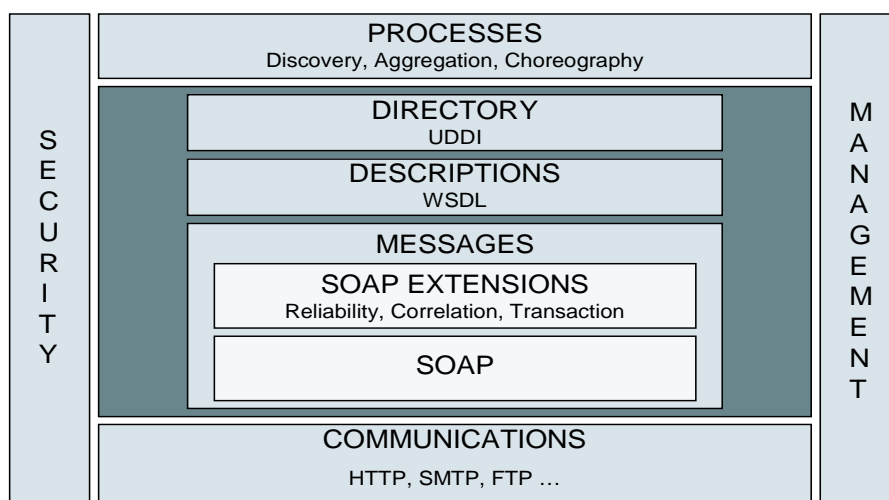 SECURITY
PROCESSES
Discovery, Aggregation, Choreography
DIRECTORY
UDDI
DESCRIPTIONS
WSDL
MESSAGES
SOAP EXTENSIONS
Reliability, Correlation, Transaction
SOAP
COMMUNICATIONS
HTTP, SMTP, FTP …
MANAGEMENT